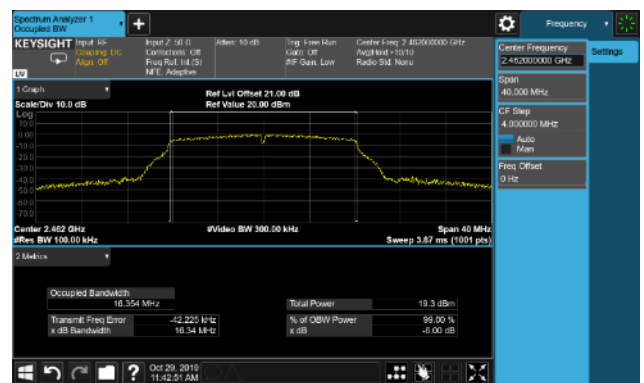 Spectrum Analyzer 1
Occupied BW
Frequency
KEYSIGHT
Input: RF
Coupling: DC
Align: Off
Input Z: 50 Ω
Corrections: Off
Freq Ref: Int (S)
NFE: Adaptive
Atten: 10 dB
Trig: Free Run
Gate: Off
#IF Gain: Low
Center Freq: 2.462000000 GHz
Avg|Hold:>10/10
Radio Std: None
Center Frequency
2.462000000 GHz
Settings
Span
40.000 MHz
CF Step
4.000000 MHz
Auto
Man
Freq Offset
0 Hz
1 Graph
Scale/Div 10.0 dB
Ref Lvl Offset 21.00 dB
Ref Value 20.00 dBm
Log
10.0
0.00
-10.0
-20.0
-30.0
-40.0
-50.0
-60.0
-70.0
Center 2.462 GHz
#Res BW 100.00 kHz
#Video BW 300.00 kHz
Span 40 MHz
Sweep 3.87 ms (1001 pts)
2 Metrics
Occupied Bandwidth
16.354 MHz
Total Power 19.3 dBm
Transmit Freq Error -42.225 kHz
x dB Bandwidth 16.34 MHz
% of OBW Power 99.00 %
x dB -6.00 dB
?
Oct 29, 2019
11:42:51 AM